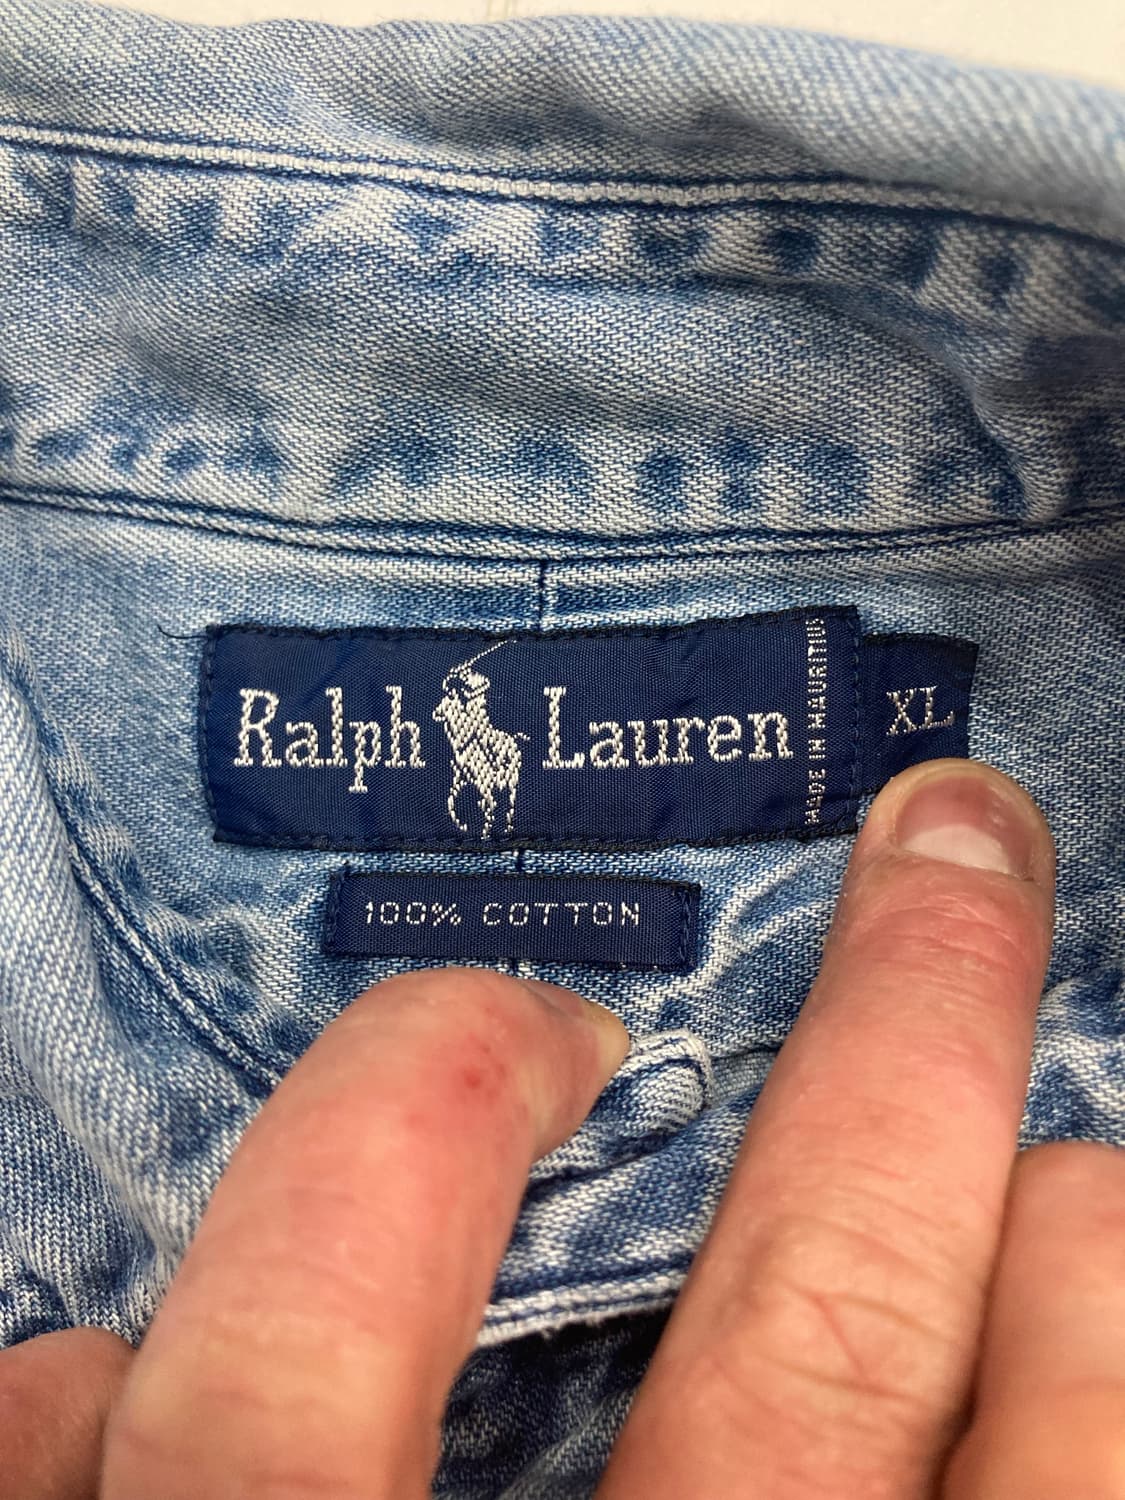 Ralph Lauren
MADE IN MAURITIUS
XL
100% COTTON